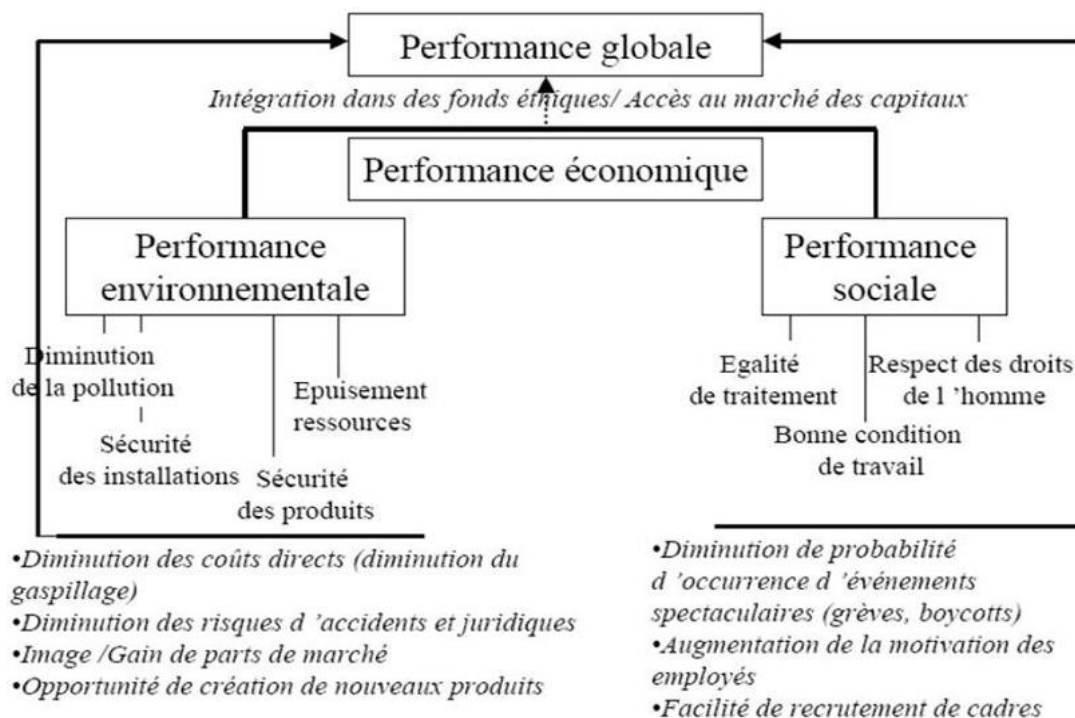 Performance globale
Intégration dans des fonds éthiques/ Accès au marché des capitaux
Performance économique
Performance
environnementale
Diminution
de la pollution
Sécurité
des installations
Sécurité
des produits
Epuisement
ressources
Performance
sociale
Egalité
de traitement
Bonne condition
de travail
Respect des droits
de l ’homme
•Diminution des coûts directs (diminution du
gaspillage)
•Diminution des risques d ’accidents et juridiques
•Image /Gain de parts de marché
•Opportunité de création de nouveaux produits
•Diminution de probabilité
d ’occurrence d ’événements
spectaculaires (grèves, boycotts)
•Augmentation de la motivation des
employés
•Facilité de recrutement de cadres